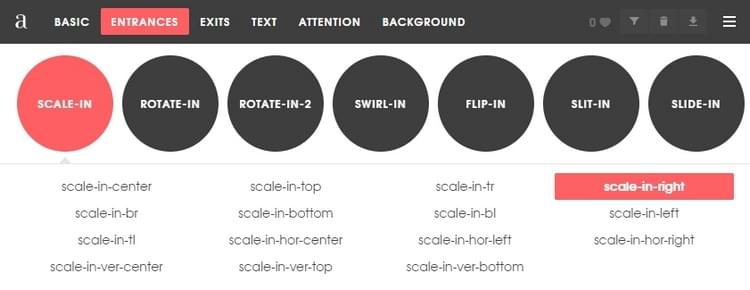 a BASIC ENTRANCES EXITS TEXT ATTENTION BACKGROUND 0
SCALE-IN ROTATE-IN ROTATE-IN-2 SWIRL-IN FLIP-IN SLIT-IN SLIDE-IN
scale-in-center scale-in-top scale-in-tr scale-in-right
scale-in-br scale-in-bottom scale-in-bl scale-in-left
scale-in-tl scale-in-hor-center scale-in-hor-left scale-in-hor-right
scale-in-ver-center scale-in-ver-top scale-in-ver-bottom